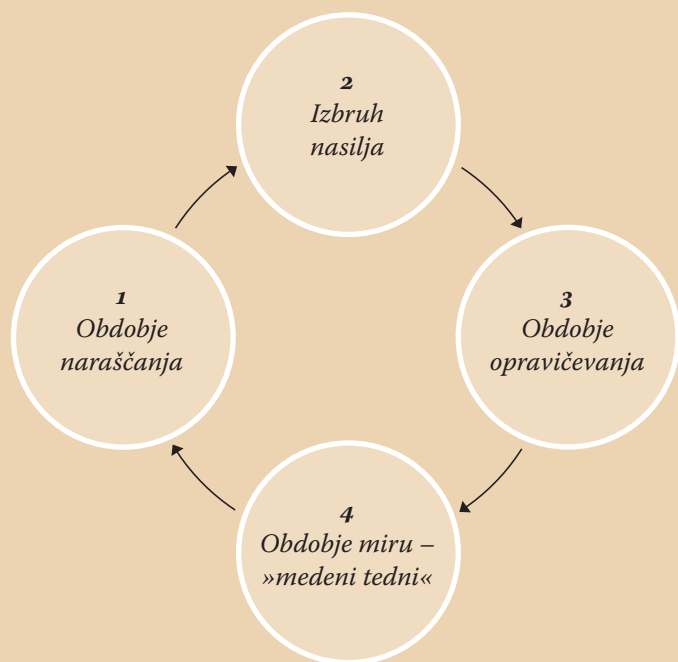 1
Obdobje
naraščanja
2
Izbruh
nasilja
3
Obdobje
opravičevanja
4
Obdobje miru –
»medeni tedni«